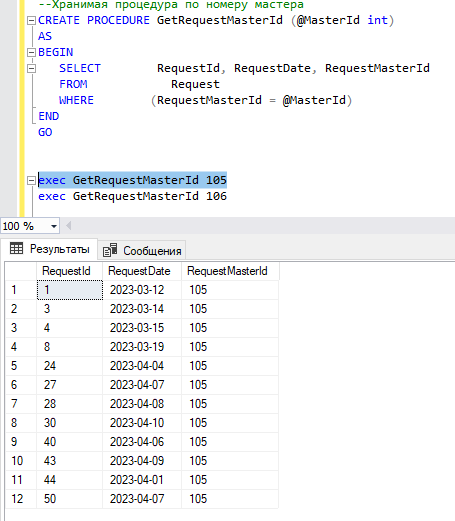 --Хранимая процедура по номеру мастера
CREATE PROCEDURE GetRequestMasterId (@MasterId int)
AS
BEGIN
SELECT RequestId, RequestDate, RequestMasterId
FROM Request
WHERE (RequestMasterId = @MasterId)
END
GO
exec GetRequestMasterId 105
exec GetRequestMasterId 106
100 %
Результаты Сообщения
RequestId RequestDate RequestMasterId
1 1 2023-03-12 105
2 3 2023-03-14 105
3 4 2023-03-15 105
4 8 2023-03-19 105
5 24 2023-04-04 105
6 27 2023-04-07 105
7 28 2023-04-08 105
8 30 2023-04-10 105
9 40 2023-04-06 105
10 43 2023-04-09 105
11 44 2023-04-01 105
12 50 2023-04-07 105